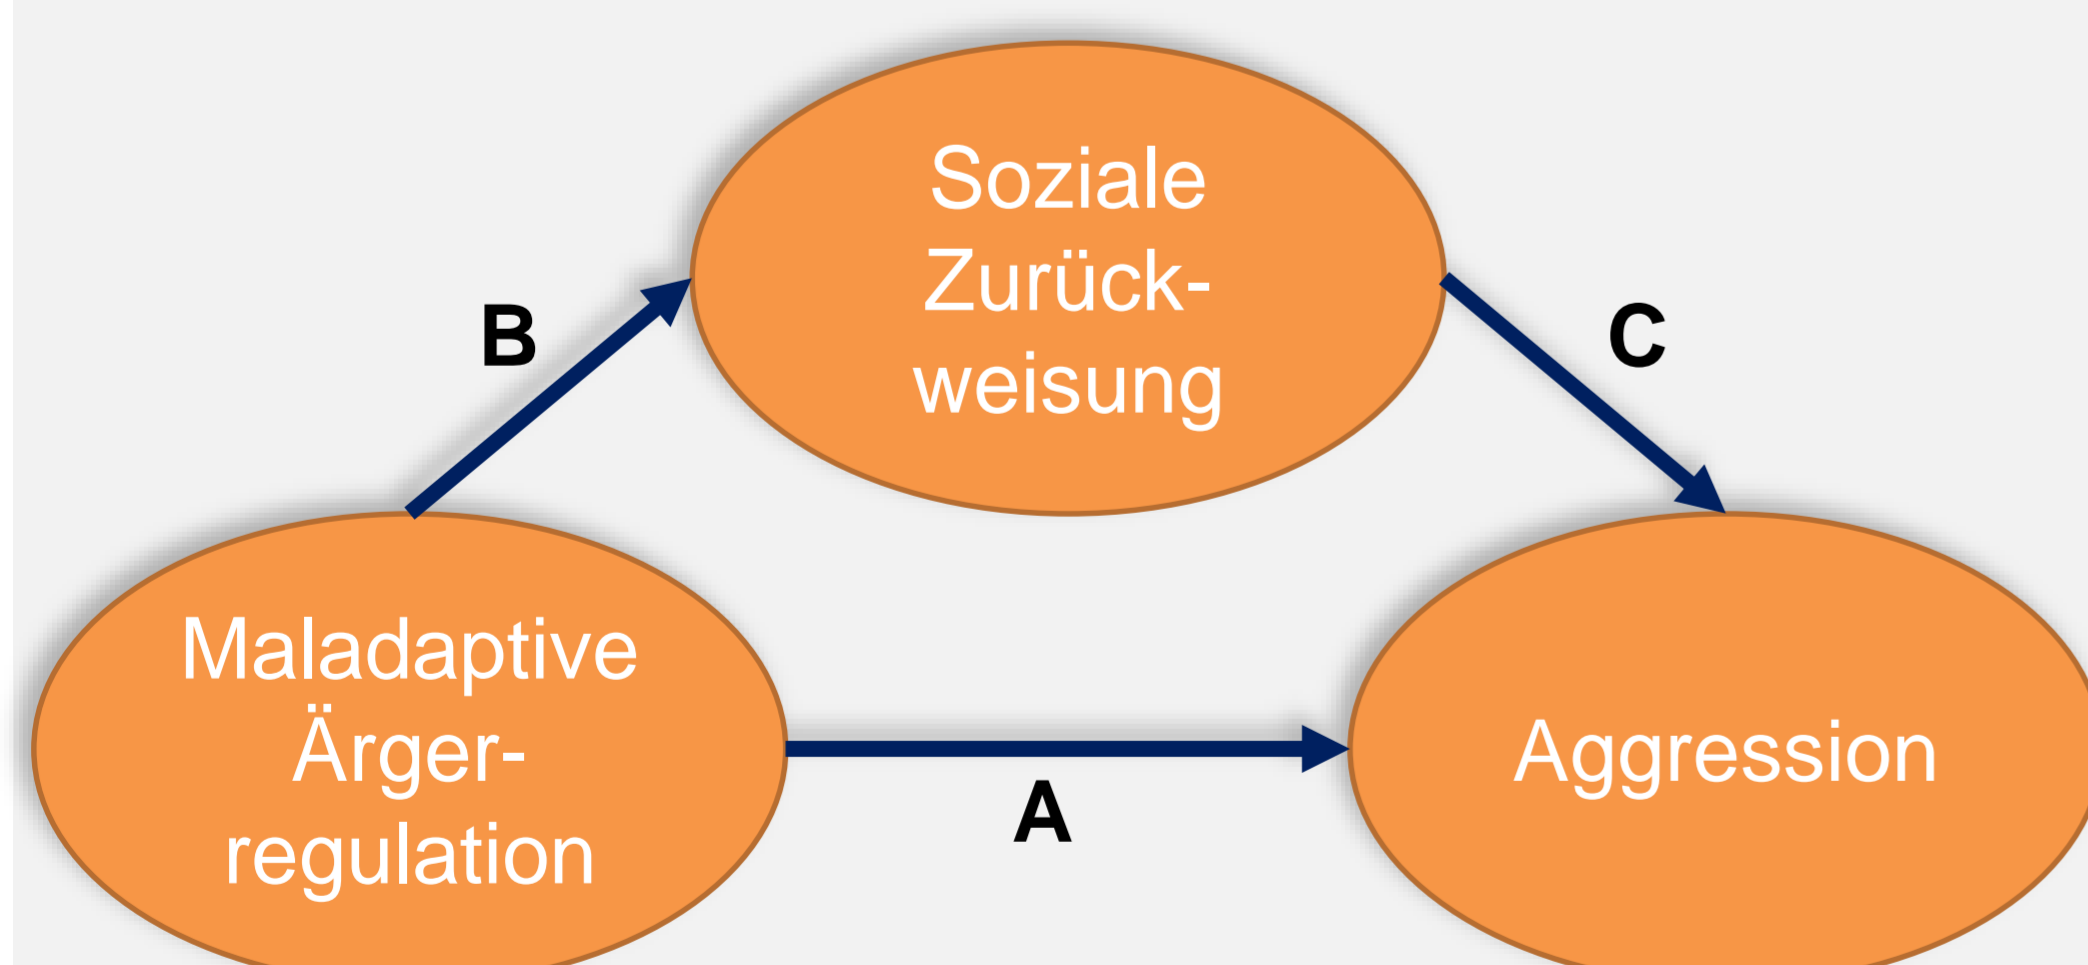 Soziale
Zurück-
weisung
B
C
Maladaptive
Ärger-
regulation
A
Aggression